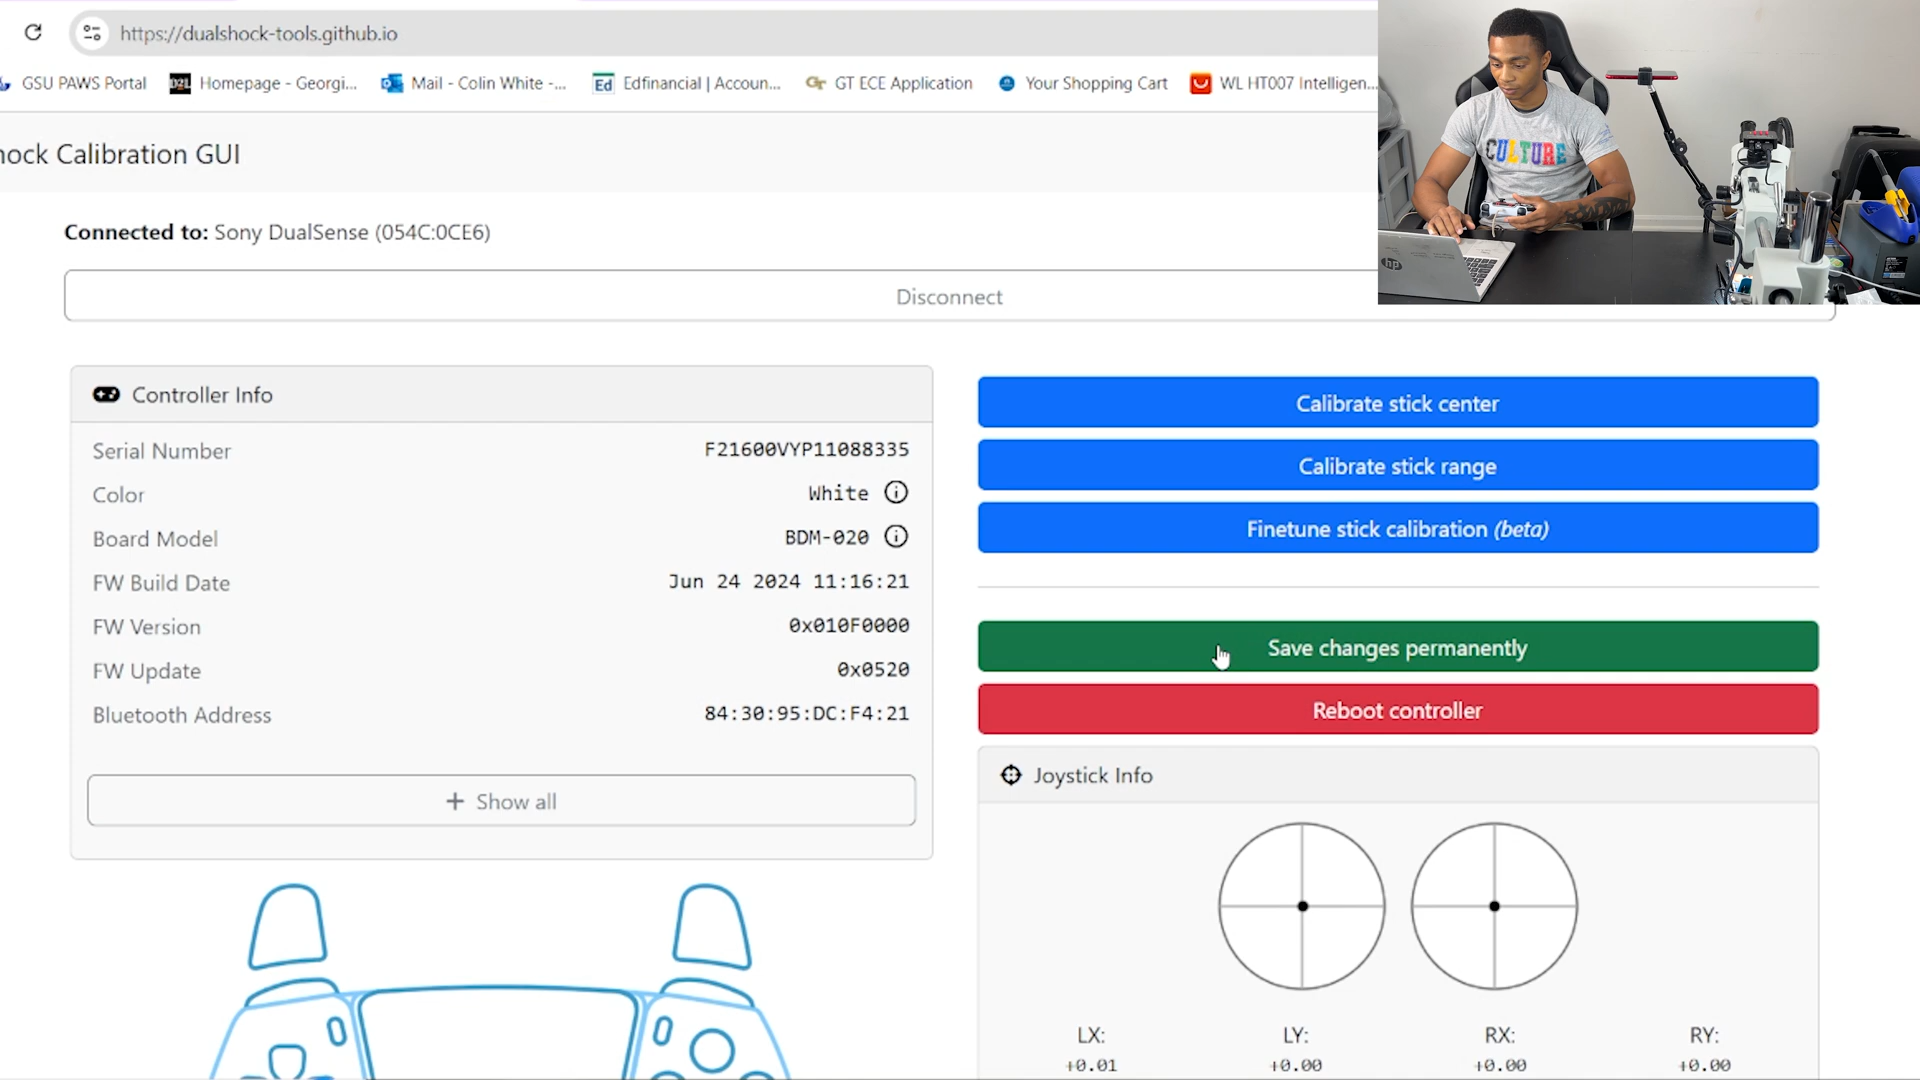 https://dualshock-tools.github.io
GSU PAWS Portal
D2L
Homepage - Georgi...
Mail - Colin White -...
Ed
Edfinancial | Accoun...
GT ECE Application
Your Shopping Cart
WL HT007 Intelligen...
CULTURE
hp
hock Calibration GUI
Connected to: Sony DualSense (054C:0CE6)
Disconnect
Controller Info
Serial Number F21600VYP11088335
Color White
Board Model BDM-020
FW Build Date Jun 24 2024 11:16:21
FW Version 0x010F0000
FW Update 0x0520
Bluetooth Address 84:30:95:DC:F4:21
+ Show all
Calibrate stick center
Calibrate stick range
Finetune stick calibration (beta)
Save changes permanently
Reboot controller
Joystick Info
LX: LY: RX: RY:
+0.01 +0.00 +0.00 +0.00